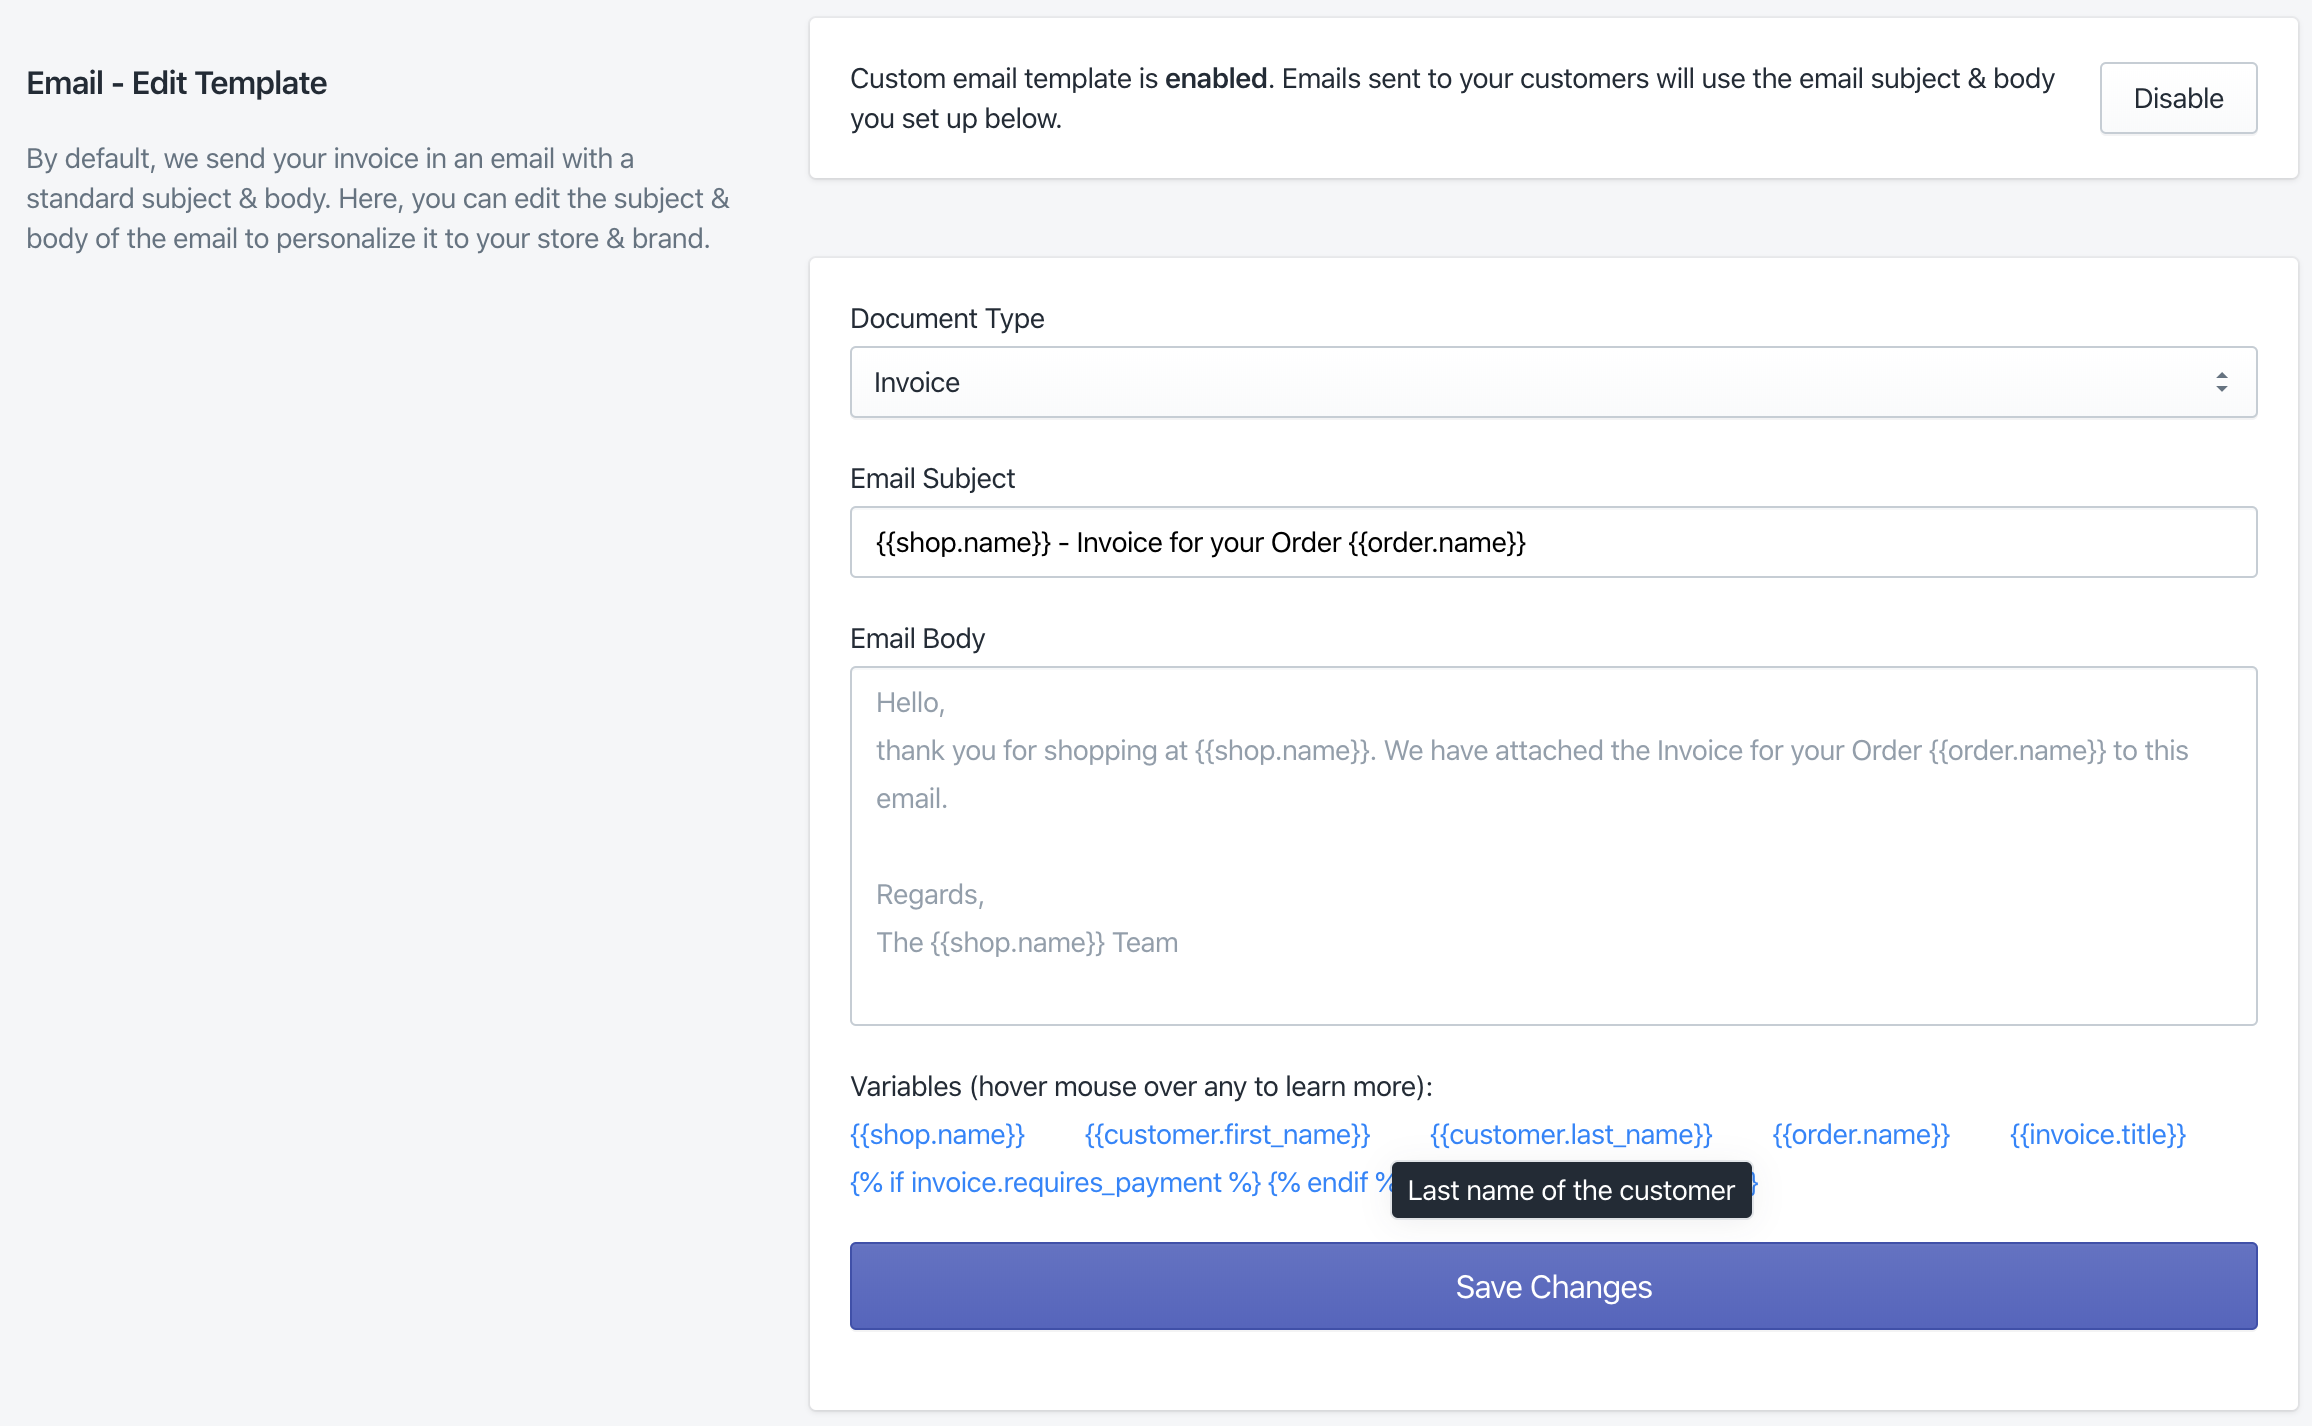 Email - Edit Template
By default, we send your invoice in an email with a
standard subject & body. Here, you can edit the subject &
body of the email to personalize it to your store & brand.
Custom email template is enabled. Emails sent to your customers will use the email subject & body
you set up below.
Disable
Document Type
Invoice
Email Subject
{{shop.name}} - Invoice for your Order {{order.name}}
Email Body
Hello,
thank you for shopping at {{shop.name}}. We have attached the Invoice for your Order {{order.name}} to this
email.
Regards,
The {{shop.name}} Team
Variables (hover mouse over any to learn more):
{{shop.name}} {{customer.first_name}} {{customer.last_name}} {{order.name}} {{invoice.title}}
{% if invoice.requires_payment %} {% endif %
Last name of the customer
Save Changes